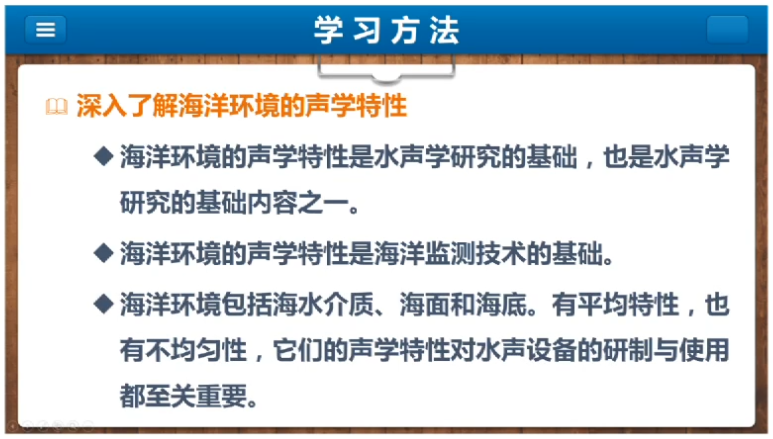 学习方法
深入了解海洋环境的声学特性
海洋环境的声学特性是水声学研究的基础，也是水声学
研究的基础内容之一。
海洋环境的声学特性是海洋监测技术的基础。
海洋环境包括海水介质、海面和海底。有平均特性，也
有不均匀性，它们的声学特性对水声设备的研制与使用
都至关重要。